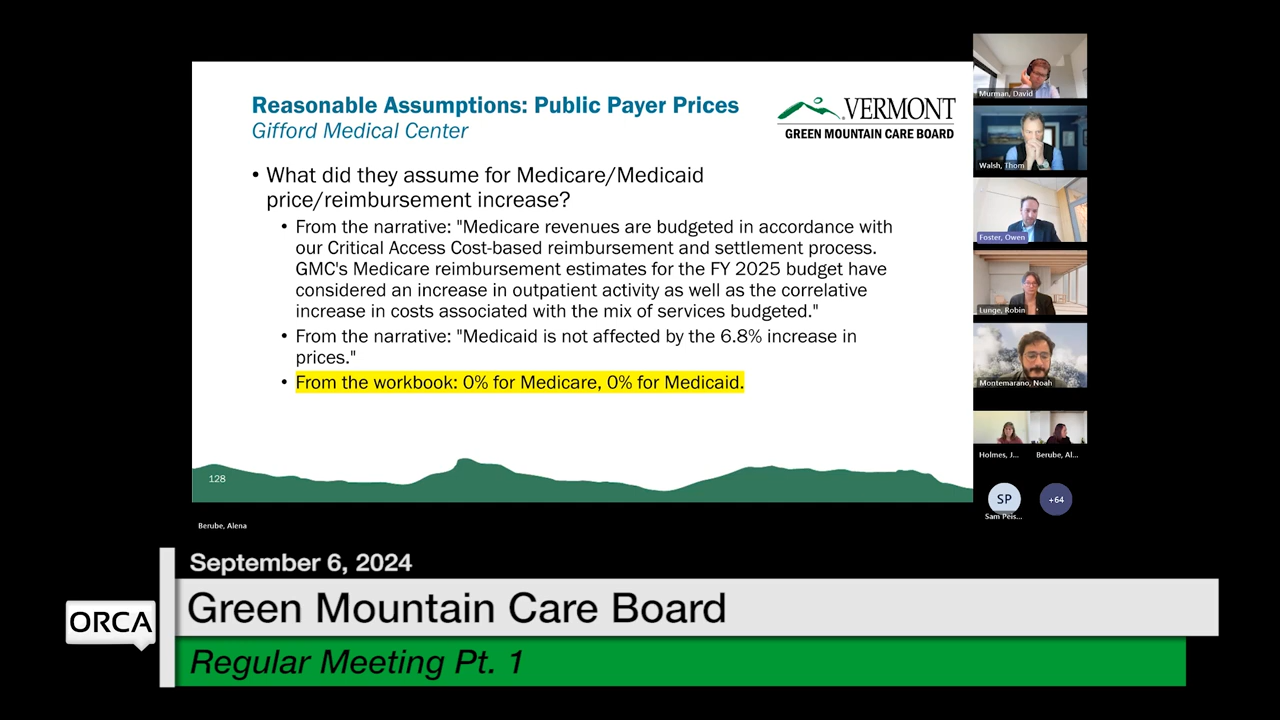 Reasonable Assumptions: Public Payer Prices
Gifford Medical Center
VERMONT
GREEN MOUNTAIN CARE BOARD
• What did they assume for Medicare/Medicaid
price/reimbursement increase?
• From the narrative: "Medicare revenues are budgeted in accordance with
our Critical Access Cost-based reimbursement and settlement process.
GMC's Medicare reimbursement estimates for the FY 2025 budget have
considered an increase in outpatient activity as well as the correlative
increase in costs associated with the mix of services budgeted."
• From the narrative: "Medicaid is not affected by the 6.8% increase in
prices."
• From the workbook: 0% for Medicare, 0% for Medicaid.
128
Murman, David
Walsh, Thom
Foster, Owen
Lunge, Robin
Montemarano, Noah
Holmes, J...
Berube, Al...
SP
+64
Sam Peis...
Berube, Alena
September 6, 2024
ORCA
Green Mountain Care Board
Regular Meeting Pt. 1